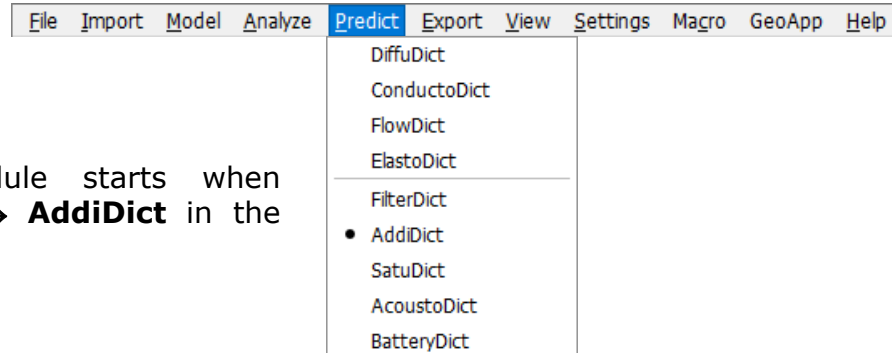 File Import Model Analyze Predict Export View Settings Macro GeoApp Help
DiffuDict
ConductoDict
FlowDict
ElastoDict
starts when
AddiDict in the
FilterDict
• AddiDict
SatuDict
AcoustoDict
BatteryDict